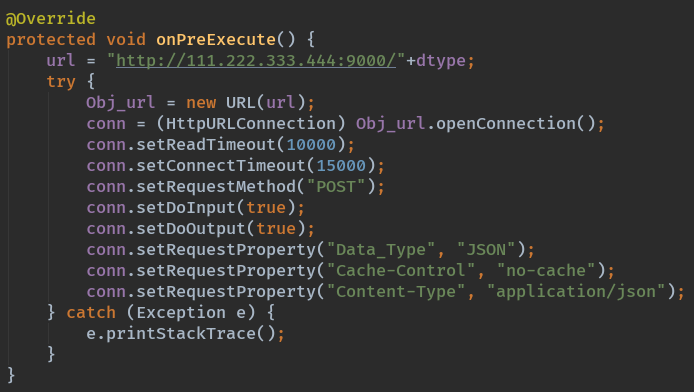 @Override
protected void onPreExecute() {
url = "http://111.222.333.444:9000/"+dtype;
try {
Obj_url = new URL(url);
conn = (HttpURLConnection) Obj_url.openConnection();
conn.setReadTimeout(10000);
conn.setConnectTimeout(15000);
conn.setRequestMethod("POST");
conn.setDoInput(true);
conn.setDoOutput(true);
conn.setRequestProperty("Data_Type", "JSON");
conn.setRequestProperty("Cache-Control", "no-cache");
conn.setRequestProperty("Content-Type", "application/json");
} catch (Exception e) {
e.printStackTrace();
}
}